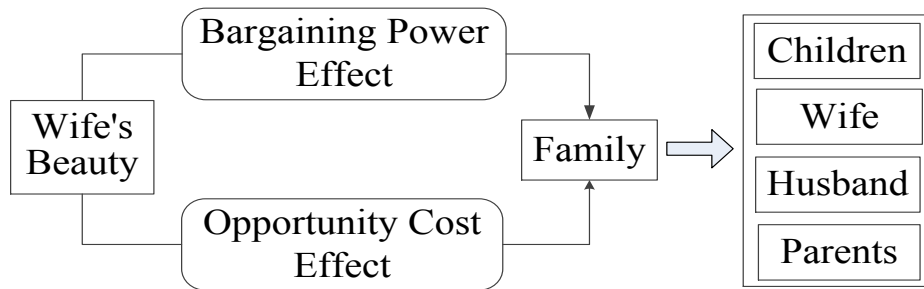 Bargaining Power
Effect
Wife's
Beauty
Opportunity Cost
Effect
Family
Children
Wife
Husband
Parents